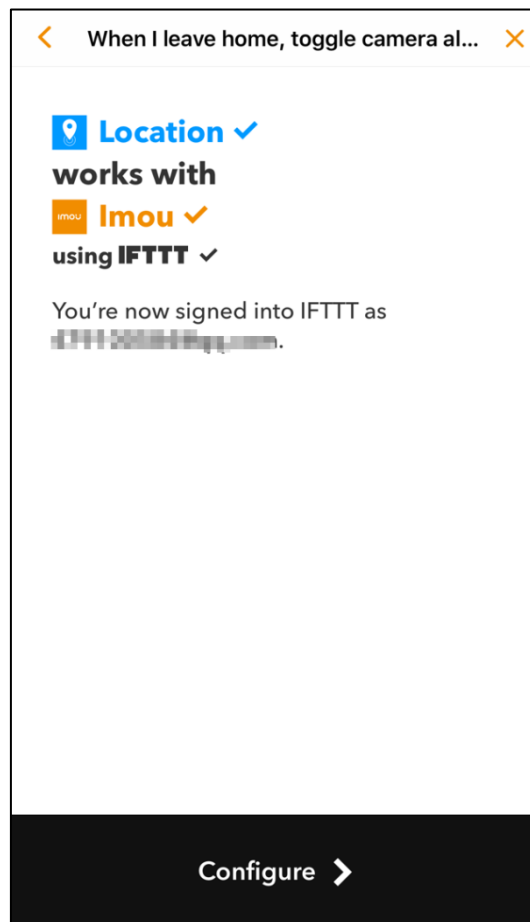 When I leave home, toggle camera al...
Location
works with
imou Imou
using IFTTT
You're now signed into IFTTT as
Configure